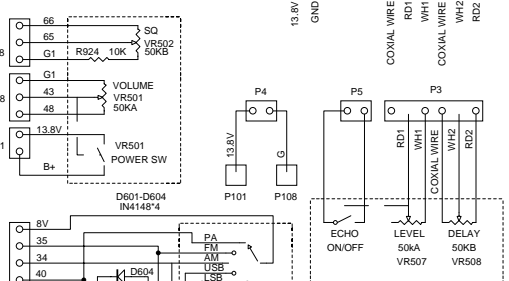 13.8V
GND
COAXIAL WIRE
RD1
WH1
COAXIAL WIRE
WH2
RD2
66
SQ
65
VR502
50KB
G1
R924 10K
G1
VOLUME
43
VR501
50KA
48
13.8V
VR501
POWER SW
B+
P4
P5
P3
13.8V
G
RD1
WH1
COAXIAL WIRE
WH2
RD2
P101
P108
D601-D604
IN4148*4
8V
35
34
40
PA
FM
AM
USB
LSB
D604
ECHO
ON/OFF
LEVEL
50kA
VR507
DELAY
50KB
VR508